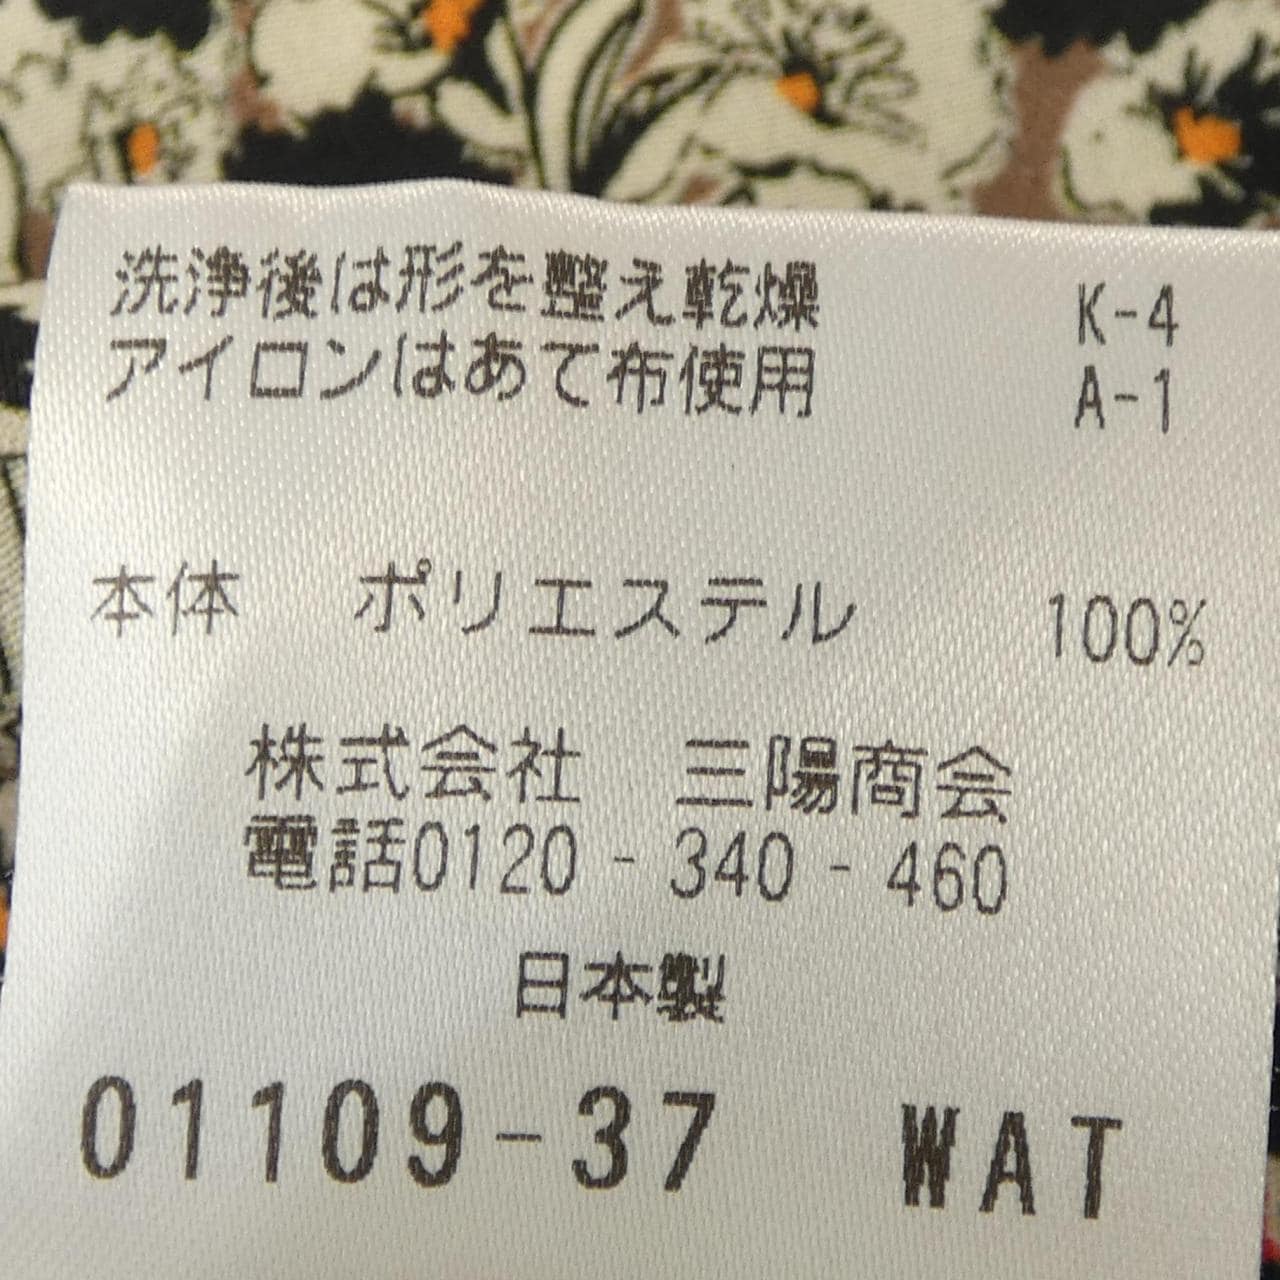 洗浄後は形を整え乾燥 K-4
アイロンはあて布使用 A-1
本体 ポリエステル 100%
株式会社 三陽商会
電話0120-340-460
日本製
01109-37 WAT